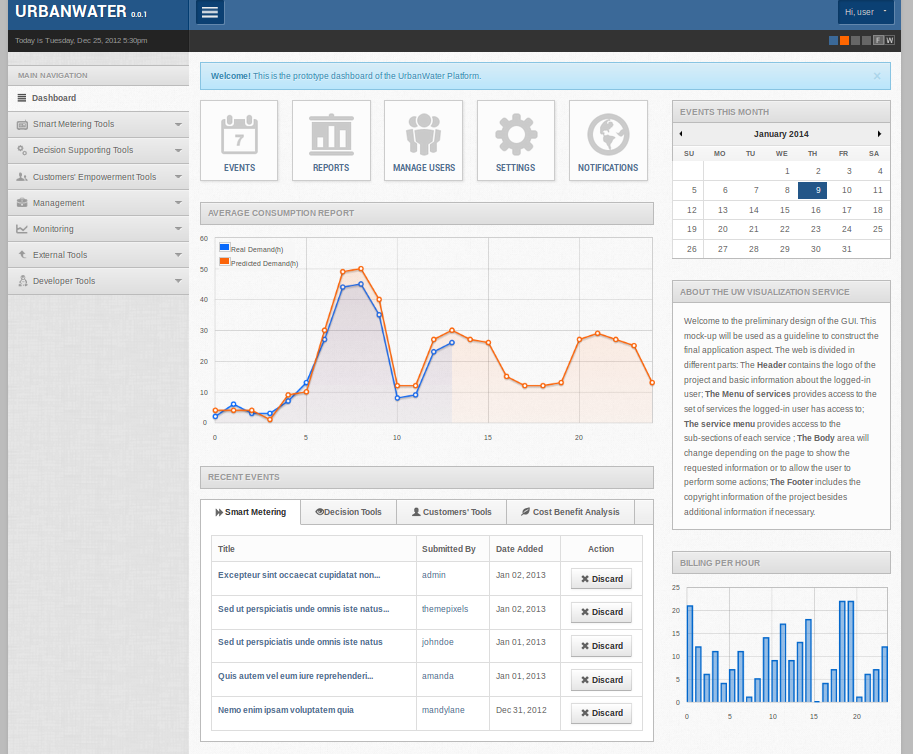 URBANWATER 0.0.1
Hi, user
Today is Tuesday, Dec 25, 2012 5:30pm
F W
MAIN NAVIGATION
Dashboard
Smart Metering Tools
Decision Supporting Tools
Customers' Empowerment Tools
Management
Monitoring
External Tools
Developer Tools
Welcome! This is the prototype dashboard of the UrbanWater Platform.
x
7
EVENTS
REPORTS
MANAGE USERS
SETTINGS
NOTIFICATIONS
AVERAGE CONSUMPTION REPORT
Real Demand(h)
Predicted Demand(h)
60
50
40
30
20
10
0
0 5 10 15 20
RECENT EVENTS
Smart Metering
Decision Tools
Customers' Tools
Cost Benefit Analysis
Title Submitted By Date Added Action
Excepteur sint occaecat cupidatat non... admin Jan 02, 2013 Discard
Sed ut perspiciatis unde omnis iste natus... themepixels Jan 02, 2013 Discard
Sed ut perspiciatis unde omnis iste natus johndoe Jan 01, 2013 Discard
Quis autem vel eum iure reprehenderi... amanda Jan 01, 2013 Discard
Nemo enim ipsam voluptatem quia mandylane Dec 31, 2012 Discard
EVENTS THIS MONTH
January 2014
SU MO TU WE TH FR SA
1 2 3 4
5 6 7 8 9 10 11
12 13 14 15 16 17 18
19 20 21 22 23 24 25
26 27 28 29 30 31
ABOUT THE UW VISUALIZATION SERVICE
Welcome to the preliminary design of the GUI. This
mock-up will be used as a guideline to construct the
final application aspect. The web is divided in
different parts: The Header contains the logo of the
project and basic information about the logged-in
user; The Menu of services provides access to the
set of services the logged-in user has access to;
The service menu provides access to the
sub-sections of each service ; The Body area will
change depending on the page to show the
requested information or to allow the user to
perform some actions; The Footer includes the
copyright information of the project besides
additional information if necessary.
BILLING PER HOUR
25
20
15
10
5
0
0 5 10 15 20